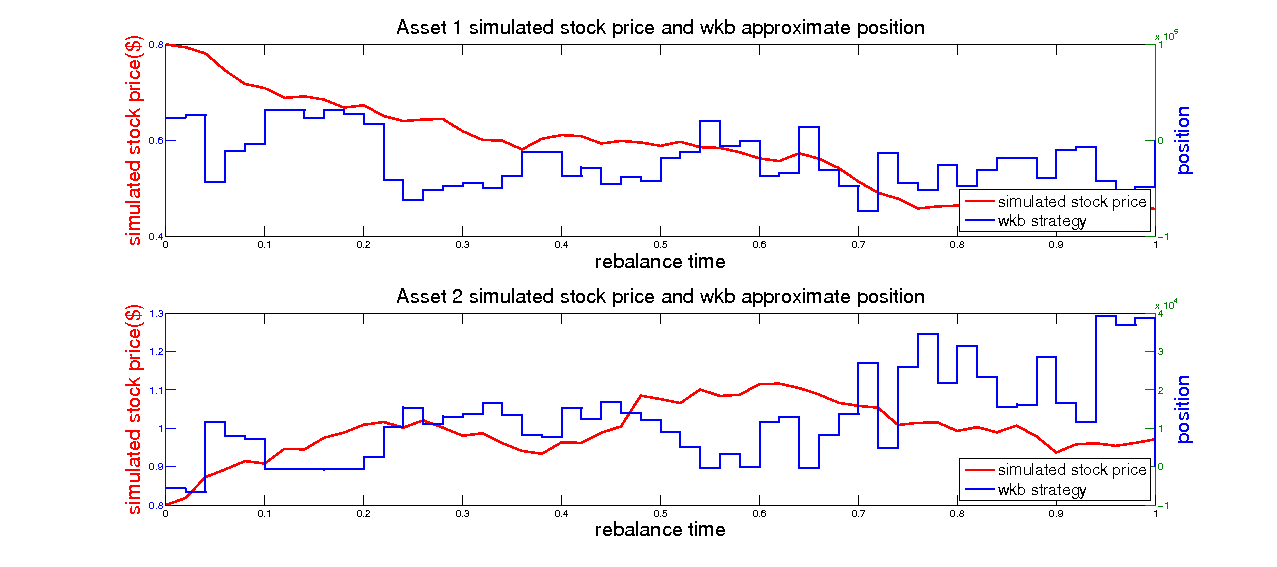 Asset 1 simulated stock price and wkb approximate position
x 10^5
simulated stock price($)
0.8
0.6
0.4
1
0
-1
position
simulated stock price
wkb strategy
0 0.1 0.2 0.3 0.4 0.5 0.6 0.7 0.8 0.9 1
rebalance time
Asset 2 simulated stock price and wkb approximate position
x 10^4
simulated stock price($)
1.3
1.2
1.1
1
0.9
0.8
4
3
2
1
0
-1
position
simulated stock price
wkb strategy
0 0.1 0.2 0.3 0.4 0.5 0.6 0.7 0.8 0.9 1
rebalance time